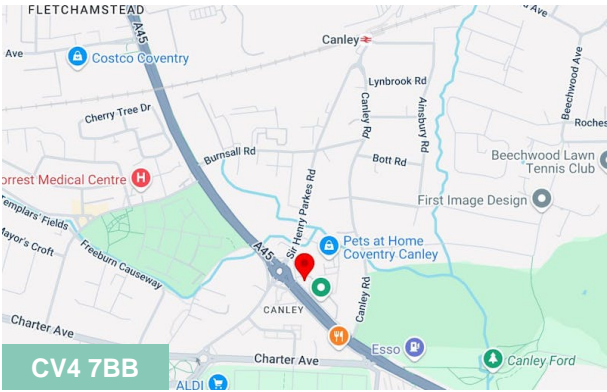 FLETCHAMSTEAD
Ave
Costco Coventry
A45
Canley
d Ave
Lynbrook Rd
Beechwood Ave
Cherry Tree Dr
Canley Rd
Ainsbury Rd
Roches
Burnsall Rd
Bott Rd
Beechwood Lawn
Tennis Club
orrest Medical Centre
First Image Design
Templars' Fields
Mayor's Croft
Freeburn Causeway
Sir Henry Parkes Rd
A45
Pets at Home
Coventry Canley
Canley Rd
CANLEY
Charter Ave
Esso
Canley Ford
Charter Ave
CV4 7BB
ALDI